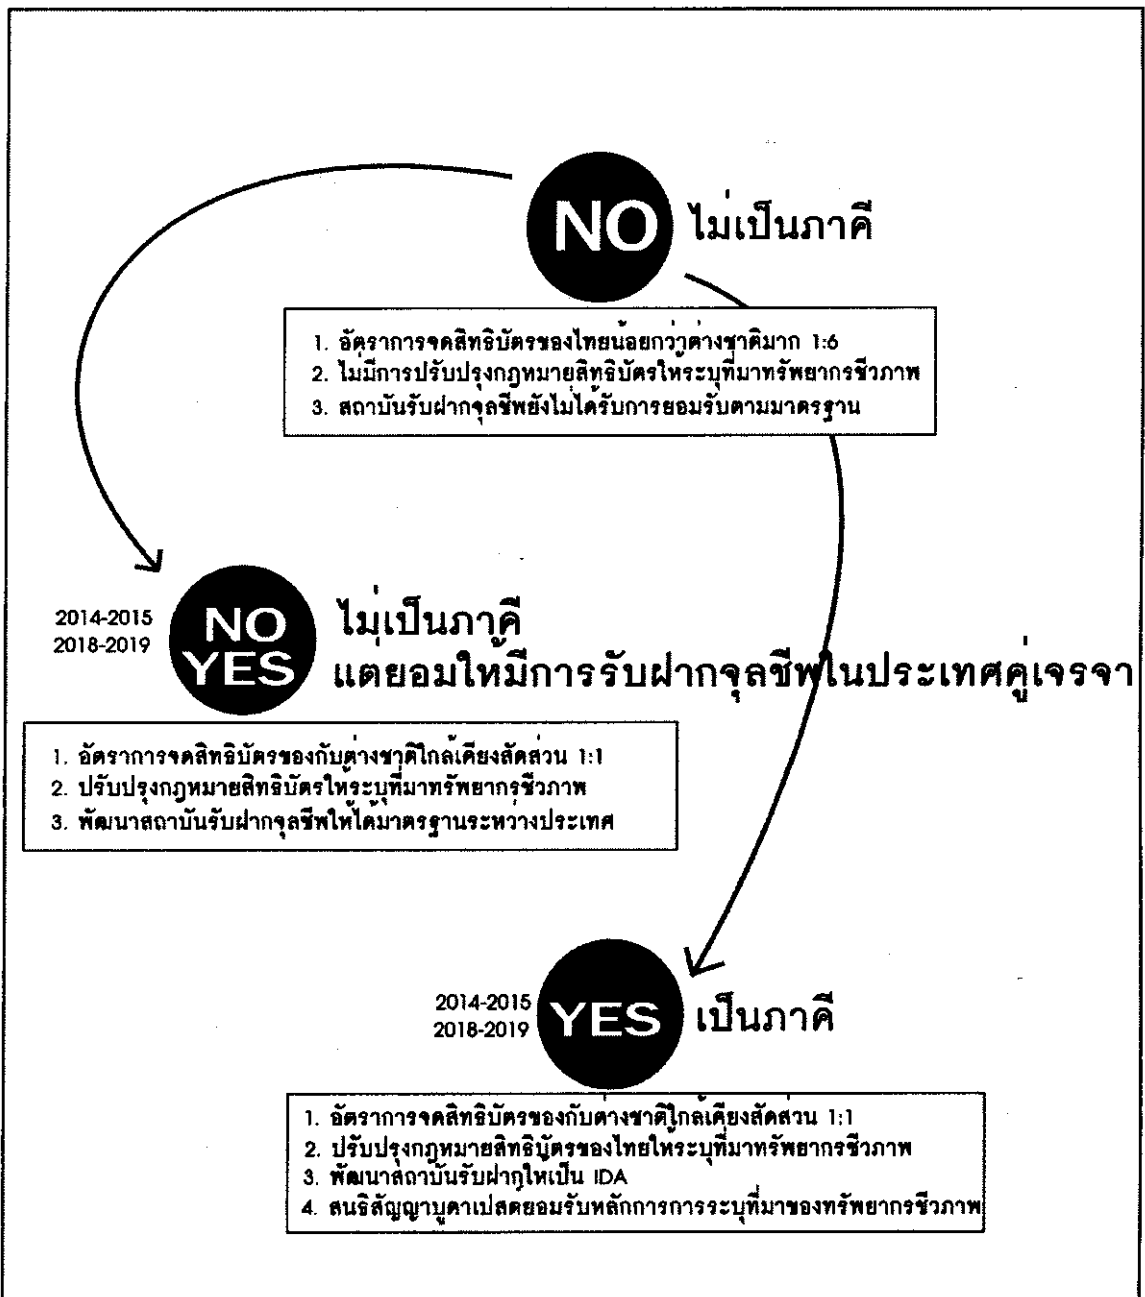 NO ไม่เป็นภาคี
1. อัตราการจดสิทธิบัตรของไทยน้อยกว่าต่างชาติมาก 1:6
2. ไม่มีการปรับปรุงกฎหมายสิทธิบัตรให้ระบุที่มาทรัพยากรชีวภาพ
3. สถาบันรับฝากจุลชีพยังไม่ได้รับการยอมรับตามมาตรฐาน
2014-2015
2018-2019
NO
YES
ไม่เป็นภาคี
แต่ยอมให้มีการรับฝากจุลชีพในประเทศคู่เจรจา
1. อัตราการจดสิทธิบัตรของกับต่างชาติใกล้เคียงสัดส่วน 1:1
2. ปรับปรุงกฎหมายสิทธิบัตรให้ระบุที่มาทรัพยากรชีวภาพ
3. พัฒนาสถาบันรับฝากจุลชีพให้ได้มาตรฐานระหว่างประเทศ
2014-2015
2018-2019
YES เป็นภาคี
1. อัตราการจดสิทธิบัตรของกับต่างชาติใกล้เคียงสัดส่วน 1:1
2. ปรับปรุงกฎหมายสิทธิบัตรของไทยให้ระบุที่มาทรัพยากรชีวภาพ
3. พัฒนาสถาบันรับฝากให้เป็น IDA
4. สนธิสัญญาบูดาเปสต์ยอมรับหลักการการระบุที่มาของทรัพยากรชีวภาพ